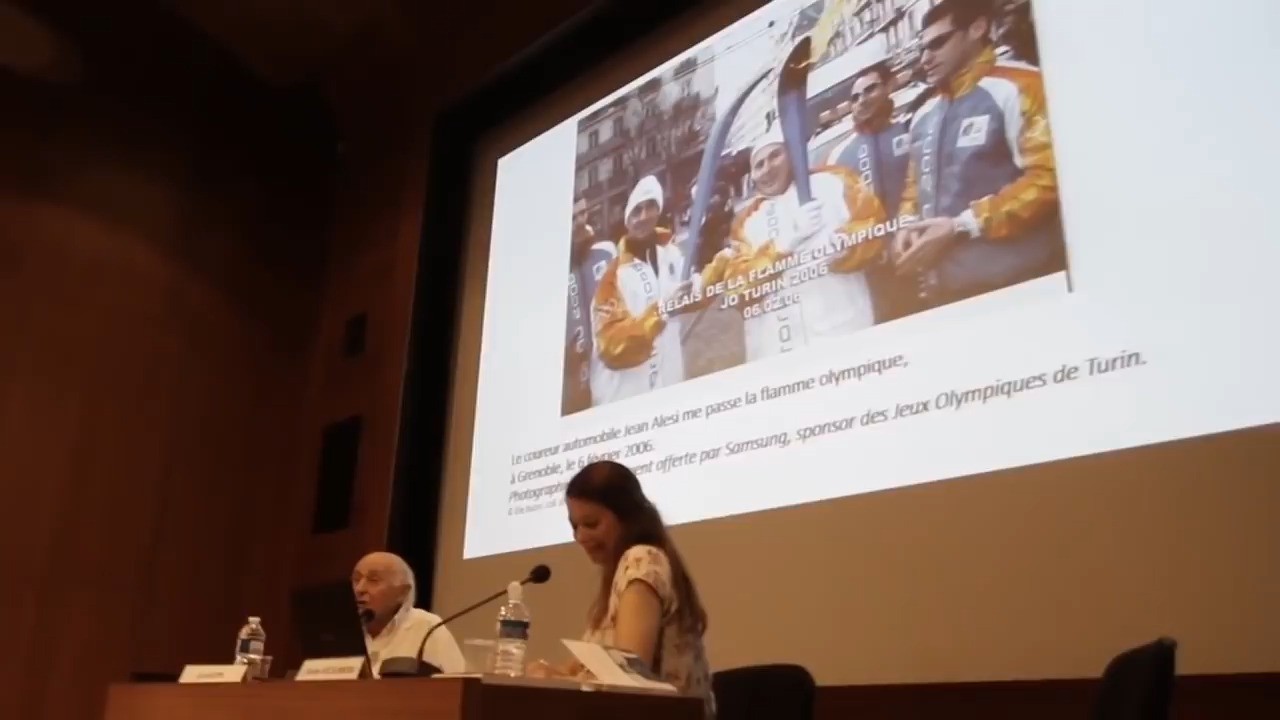 RELAIS DE LA FLAMME OLYMPIQUE
JO TURIN 2006
06.02.06
Le coureur automobile Jean Alesi me passe la flamme olympique,
à Grenoble, le 6 février 2006.
offerte par Samsung, sponsor des Jeux Olympiques de Turin.